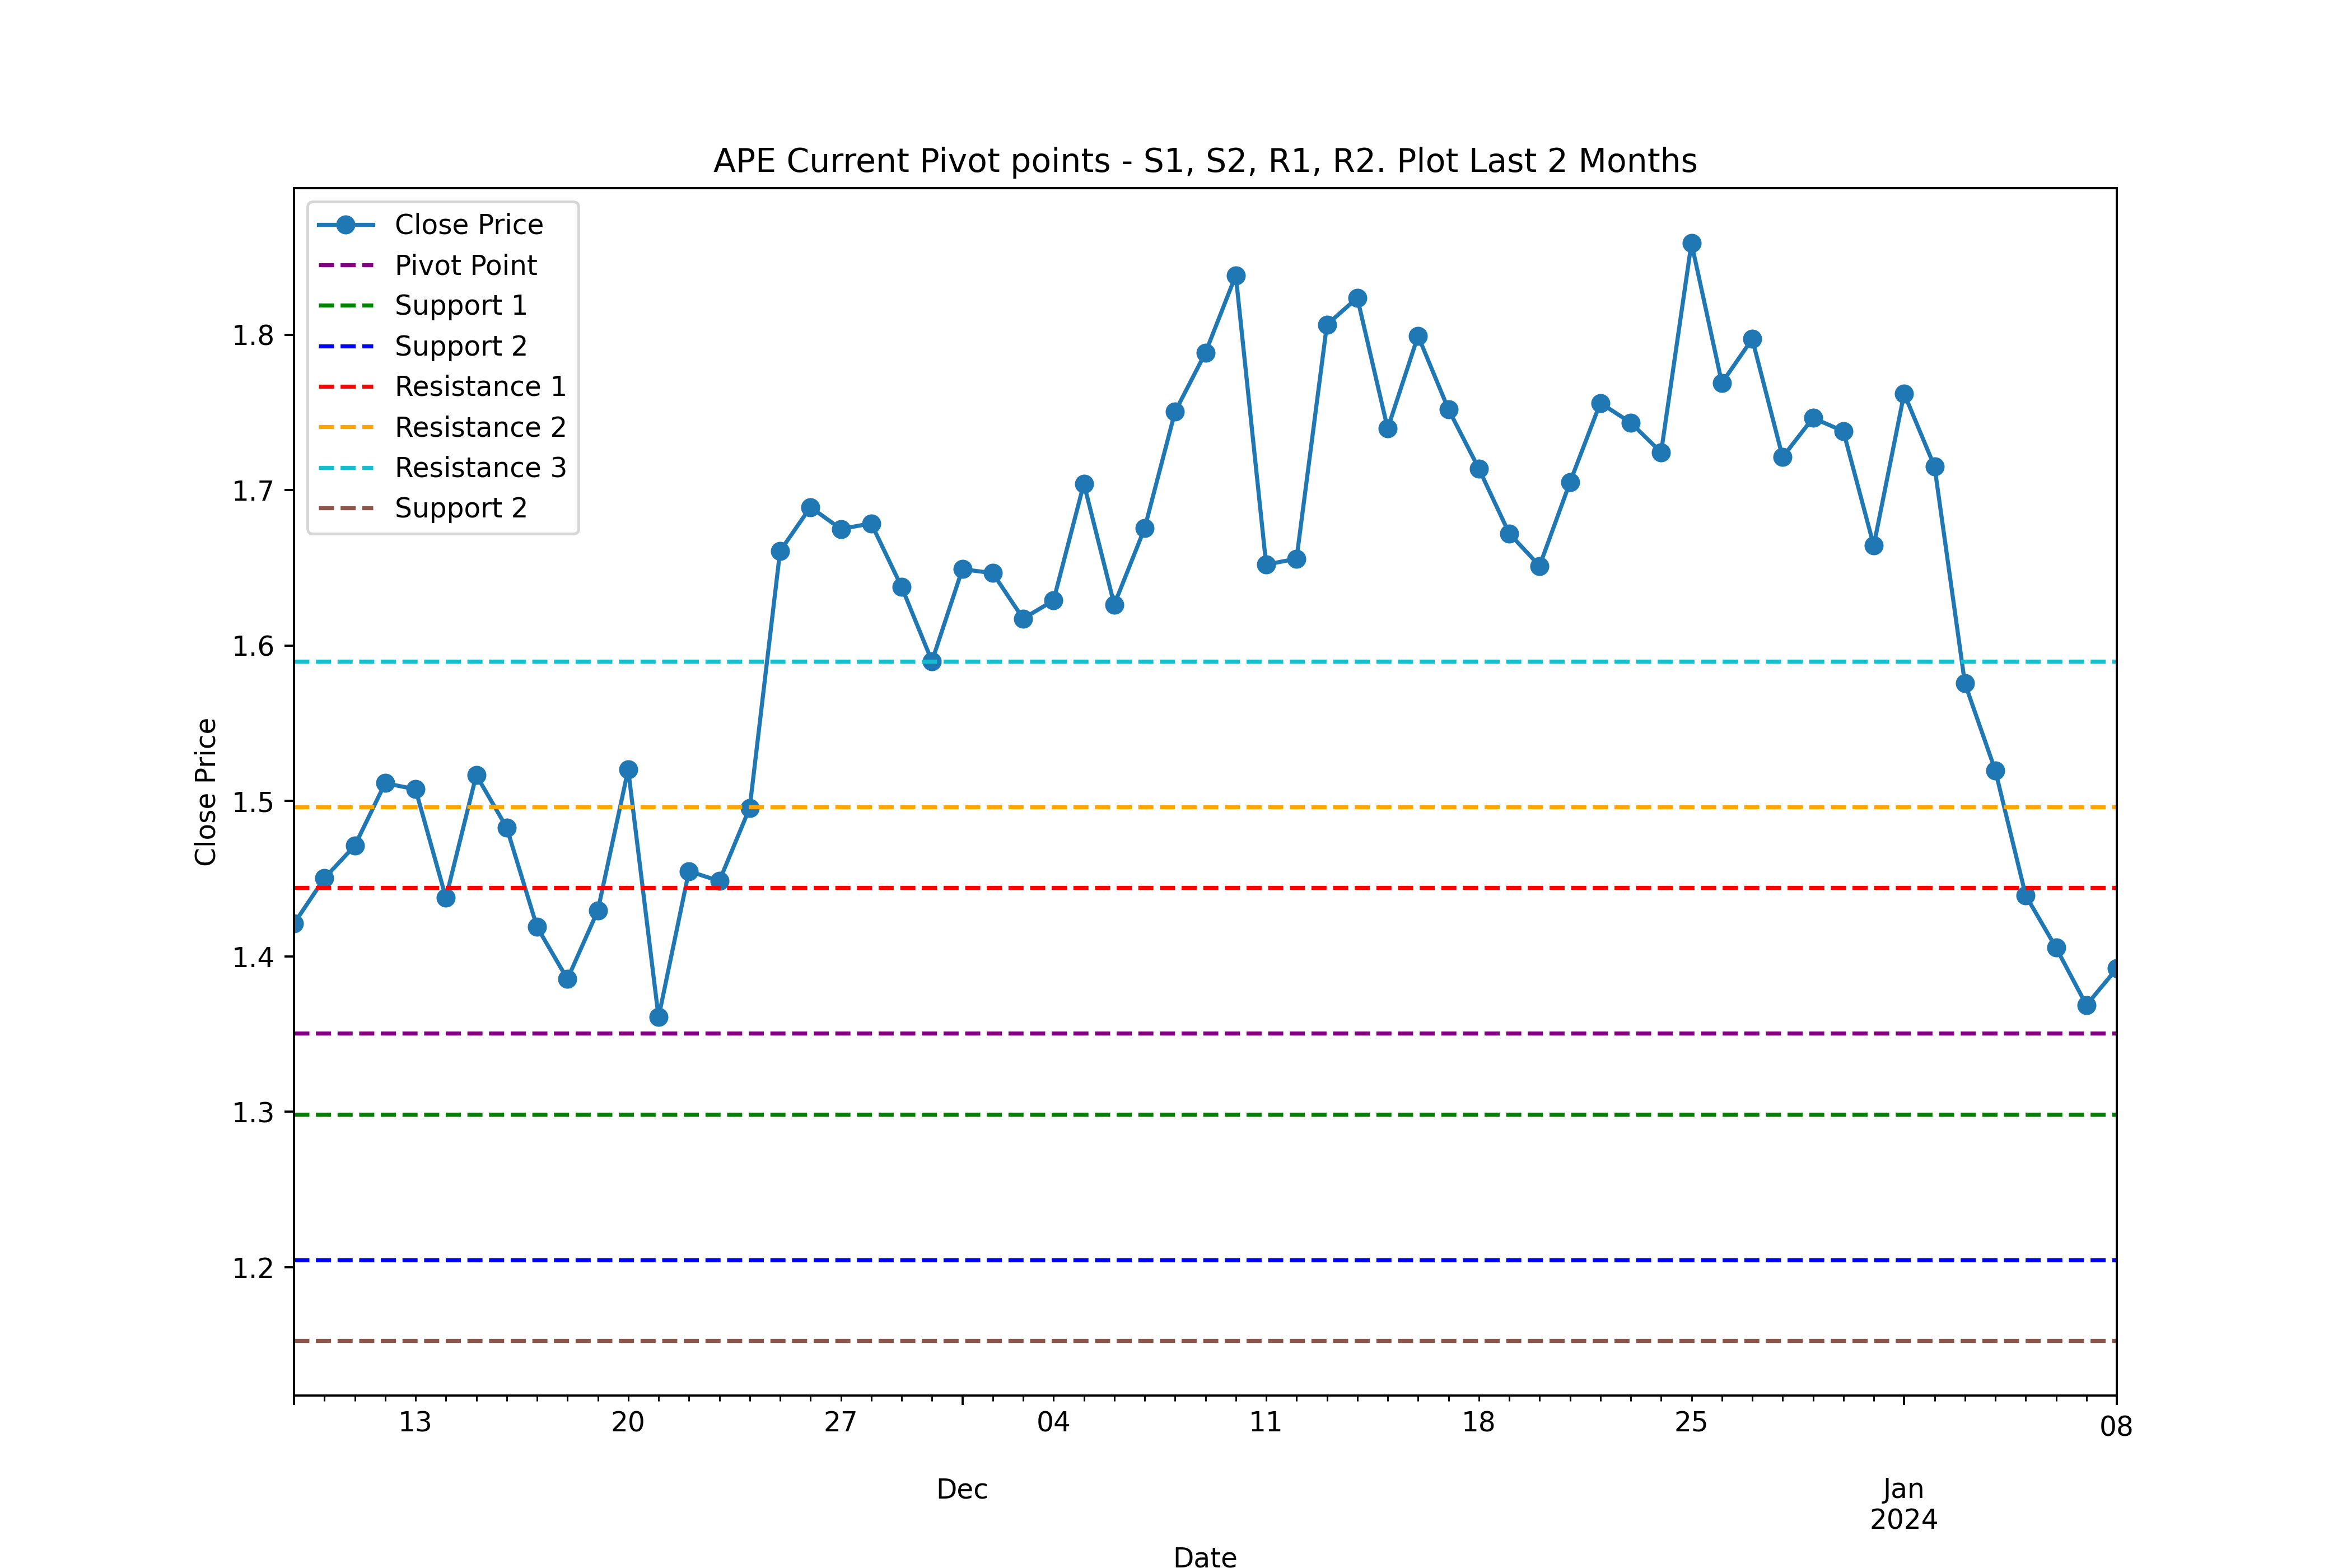 APE Current Pivot points - S1, S2, R1, R2. Plot Last 2 Months
Close Price
Pivot Point
Support 1
Support 2
Resistance 1
Resistance 2
Resistance 3
Support 2
Close Price
1.8
1.7
1.6
1.5
1.4
1.3
1.2
13 20 27 04 11 18 25 08
Dec Jan
2024
Date